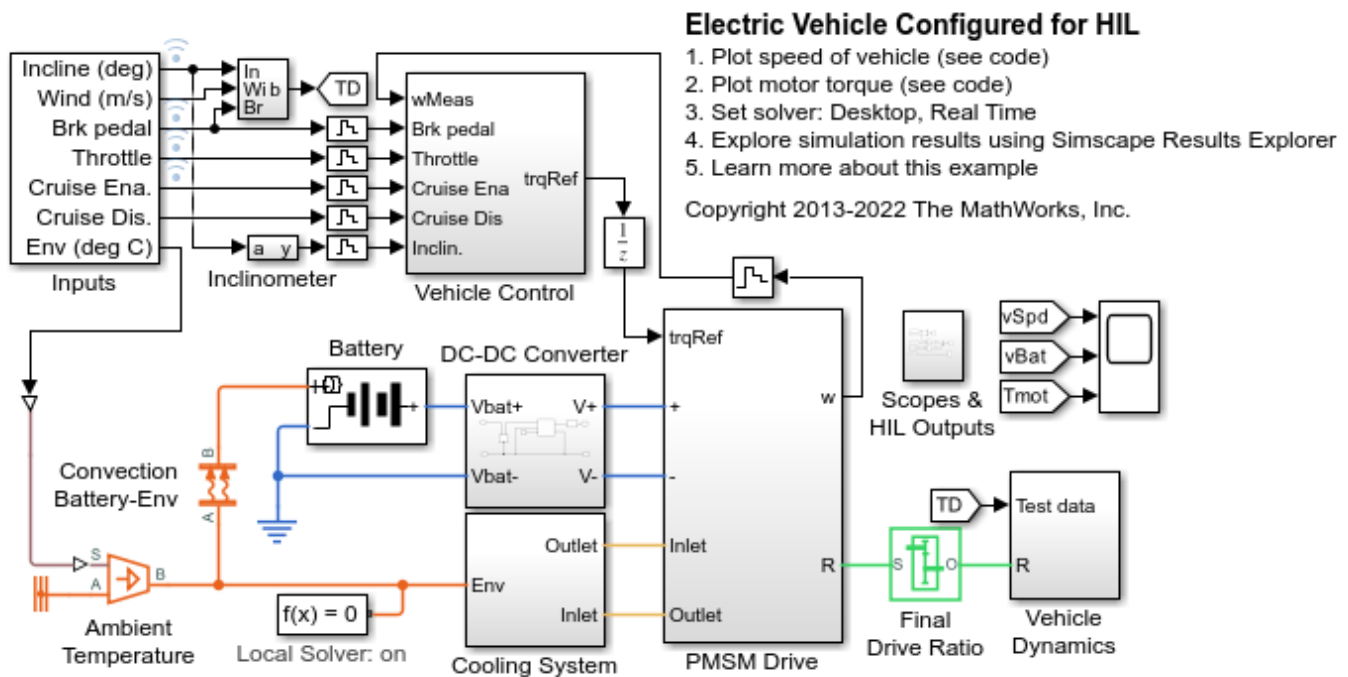 Electric Vehicle Configured for HIL
1. Plot speed of vehicle (see code)
2. Plot motor torque (see code)
3. Set solver: Desktop, Real Time
4. Explore simulation results using Simscape Results Explorer
5. Learn more about this example
Copyright 2013-2022 The MathWorks, Inc.
Incline (deg)
Wind (m/s)
Brk pedal
Throttle
Cruise Ena.
Cruise Dis.
Env (deg C)
Inputs
In
Wi b
Br
TD
a y
Inclinometer
wMeas
Brk pedal
Throttle
Cruise Ena
Cruise Dis
Inclin.
trqRef
Vehicle Control
1
z
Battery
+
+
-
DC-DC Converter
Vbat+ V+
Vbat- V-
trqRef
w
+
-
Inlet
R
Outlet
PMSM Drive
Scopes &
HIL Outputs
vSpd
vBat
Tmot
Convection
Battery-Env
B
A
S
A
B
Ambient
Temperature
f(x) = 0
Local Solver: on
Outlet
Env
Inlet
Cooling System
S O
Final
Drive Ratio
TD
Test data
R
Vehicle
Dynamics